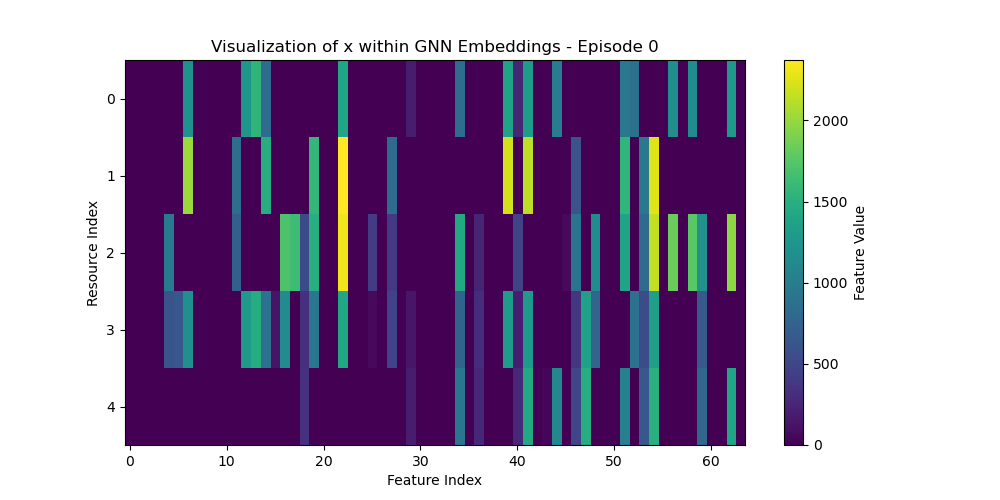 Visualization of x within GNN Embeddings - Episode 0
Resource Index
0
1
2
3
4
0 10 20 30 40 50 60
Feature Index
2000
1500
1000
500
0
Feature Value